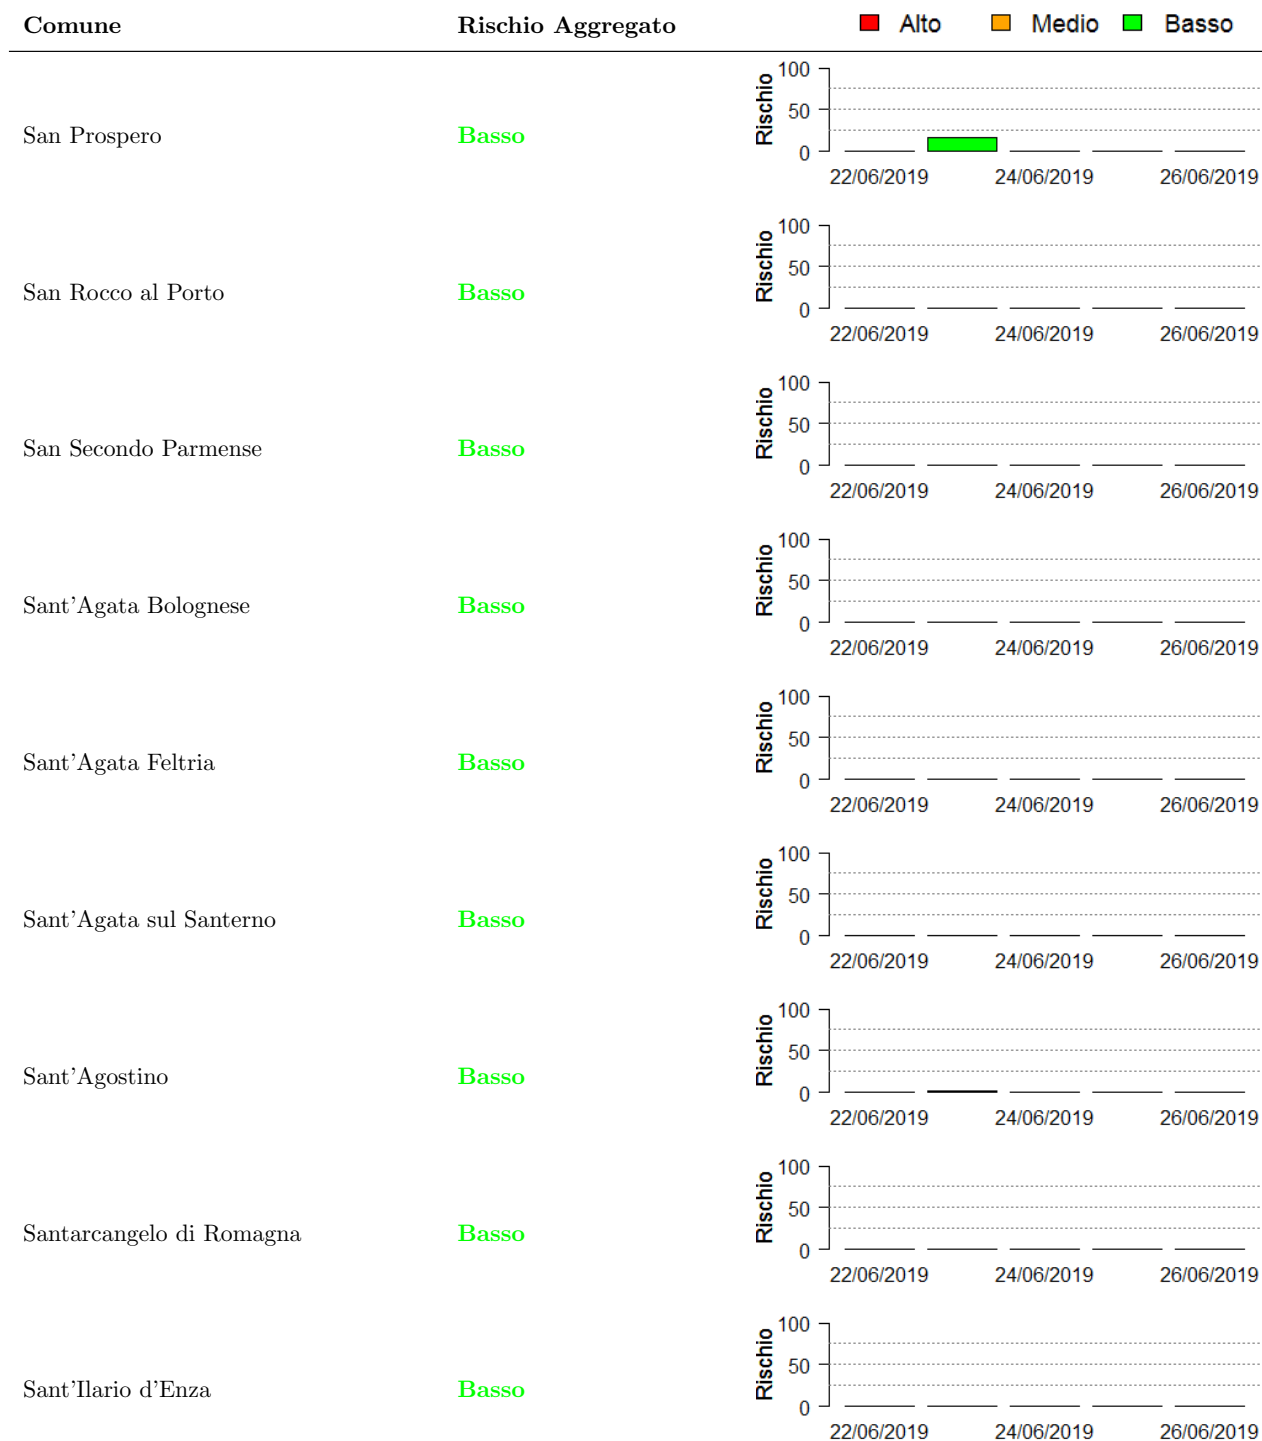 Comune Rischio Aggregato Alto Medio Basso
San Prospero Basso
Rischio
100
50
0
22/06/2019 24/06/2019 26/06/2019
San Rocco al Porto Basso
Rischio
100
50
0
22/06/2019 24/06/2019 26/06/2019
San Secondo Parmense Basso
Rischio
100
50
0
22/06/2019 24/06/2019 26/06/2019
Sant'Agata Bolognese Basso
Rischio
100
50
0
22/06/2019 24/06/2019 26/06/2019
Sant'Agata Feltria Basso
Rischio
100
50
0
22/06/2019 24/06/2019 26/06/2019
Sant'Agata sul Santerno Basso
Rischio
100
50
0
22/06/2019 24/06/2019 26/06/2019
Sant'Agostino Basso
Rischio
100
50
0
22/06/2019 24/06/2019 26/06/2019
Santarcangelo di Romagna Basso
Rischio
100
50
0
22/06/2019 24/06/2019 26/06/2019
Sant'Ilario d'Enza Basso
Rischio
100
50
0
22/06/2019 24/06/2019 26/06/2019